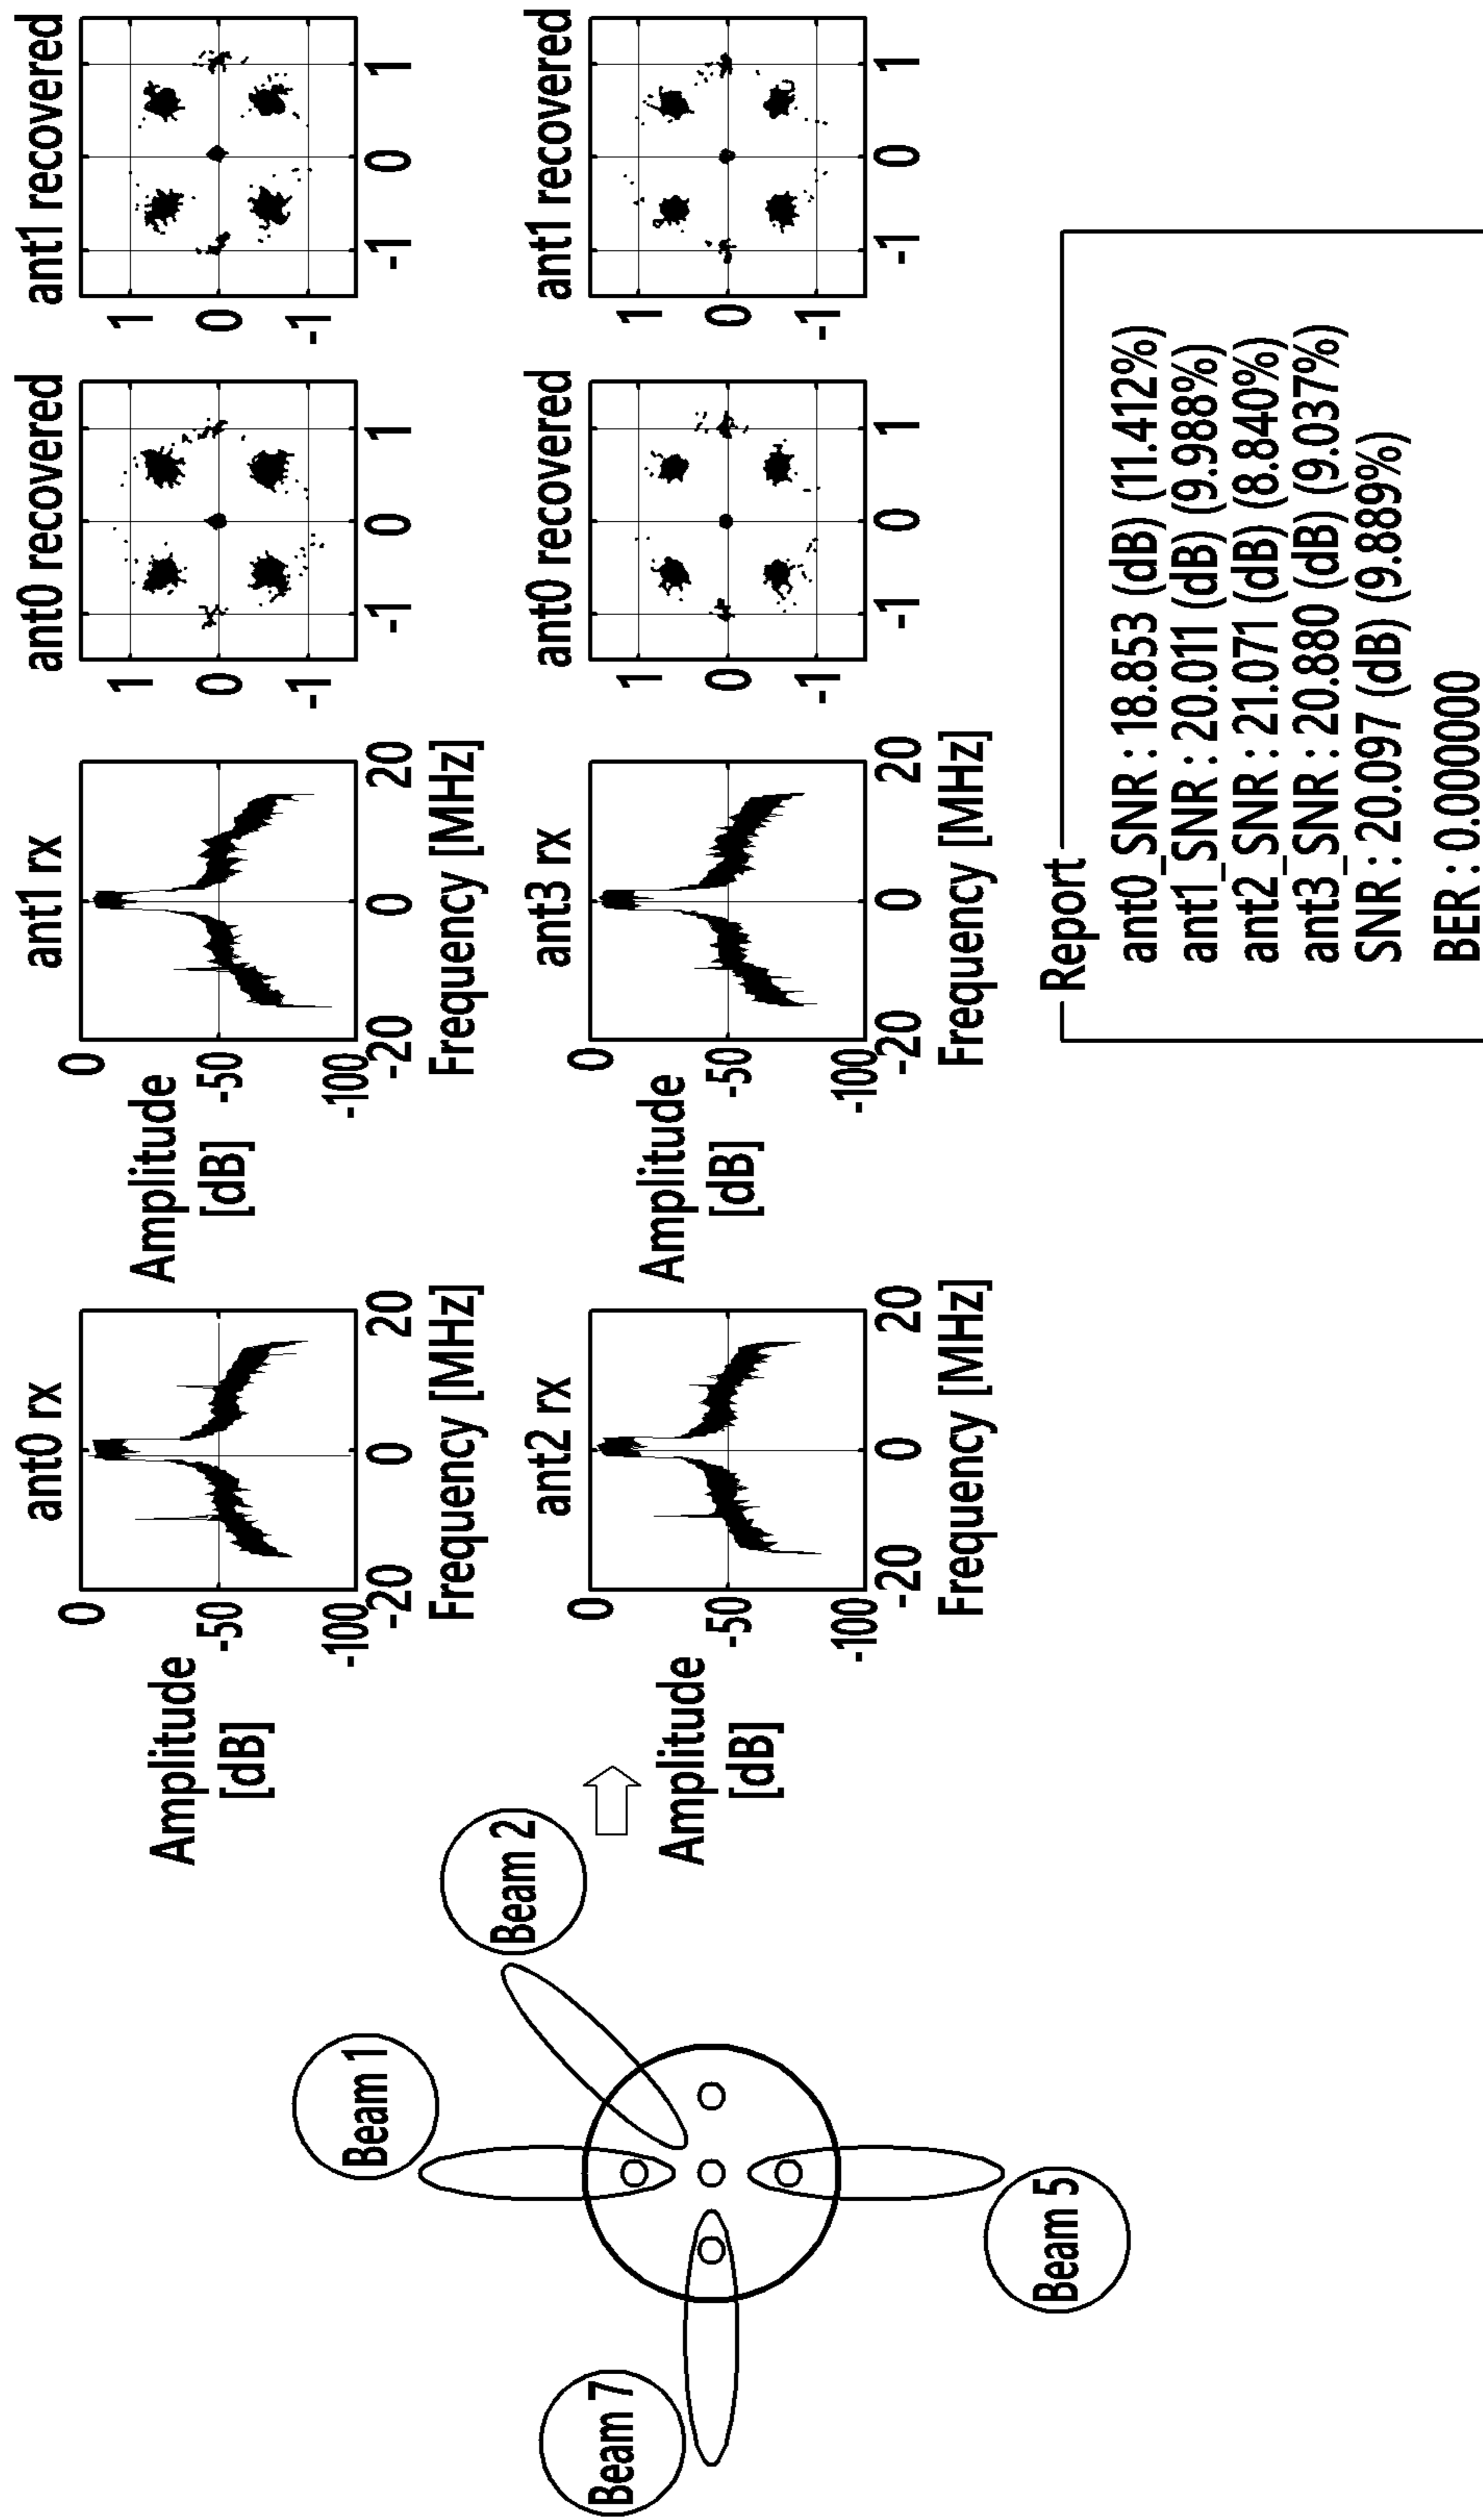 Beam 1
Beam 2
Beam 7
Beam 5
ant0 rx
Amplitude
[dB]
0
-50
-100
-20
0
20
Frequency [MHz]
ant1 rx
Amplitude
[dB]
0
-50
-100
-20
0
20
Frequency [MHz]
ant0 recovered
1
0
-1
-1
0
1
ant1 recovered
1
0
-1
-1
0
1
ant2 rx
Amplitude
[dB]
0
-50
-100
-20
0
20
Frequency [MHz]
ant3 rx
Amplitude
[dB]
0
-50
-100
-20
0
20
Frequency [MHz]
ant0 recovered
1
0
-1
-1
0
1
ant1 recovered
1
0
-1
-1
0
1
Report
ant0_SNR : 18.853 (dB) (11.412%)
ant1_SNR : 20.011 (dB) (9.988%)
ant2_SNR : 21.071 (dB) (8.840%)
ant3_SNR : 20.880 (dB) (9.037%)
SNR : 20.097 (dB) (9.889%)
BER : 0.000000